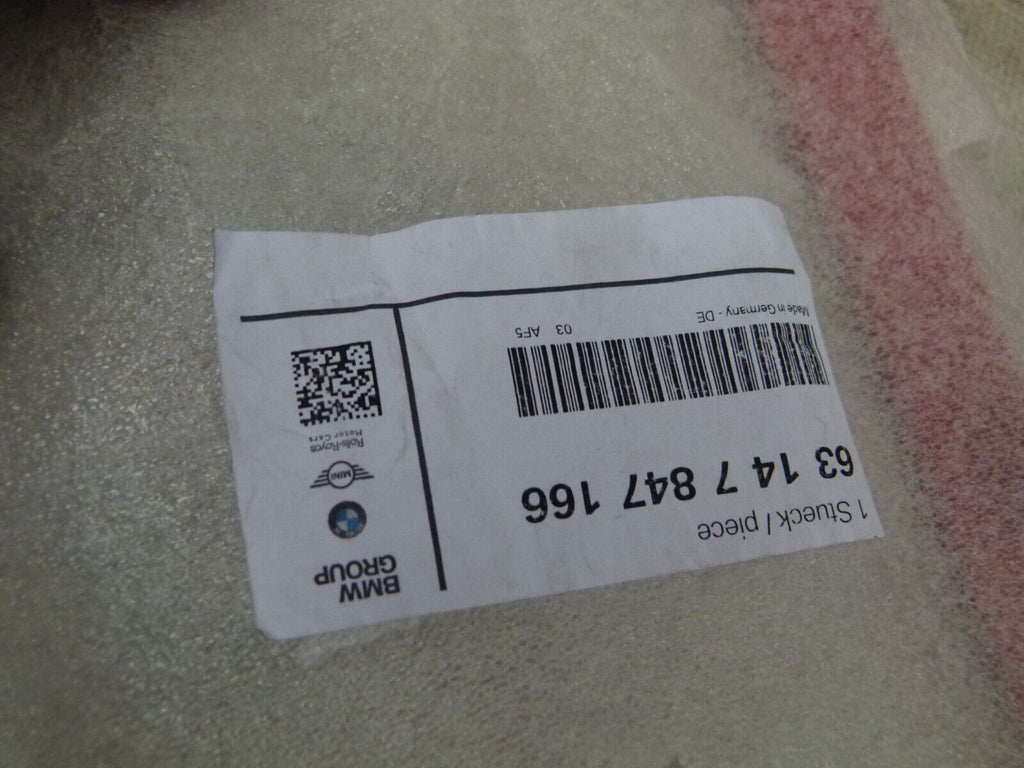 1 Stueck / piece
63 14 7 847 166
Made in Germany - DE
03 AF5
BMW
GROUP
MINI
Rolls-Royce
Motor Cars